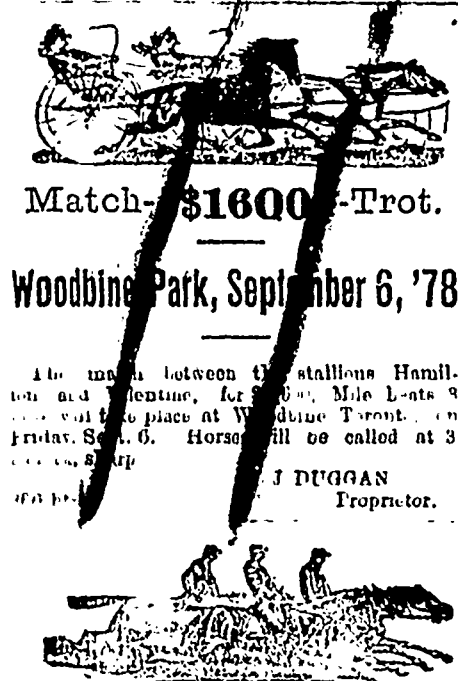 Match- $1600 -Trot.
Woodbine Park, September 6, '78
The match between the stallions Hamil-
ton and Valentine, for Mile heats 3
will take place at Woodbine Toronto, on
Friday, Sept. 6. Horses will be called at 3
sharp
J DUGGAN
Proprietor.